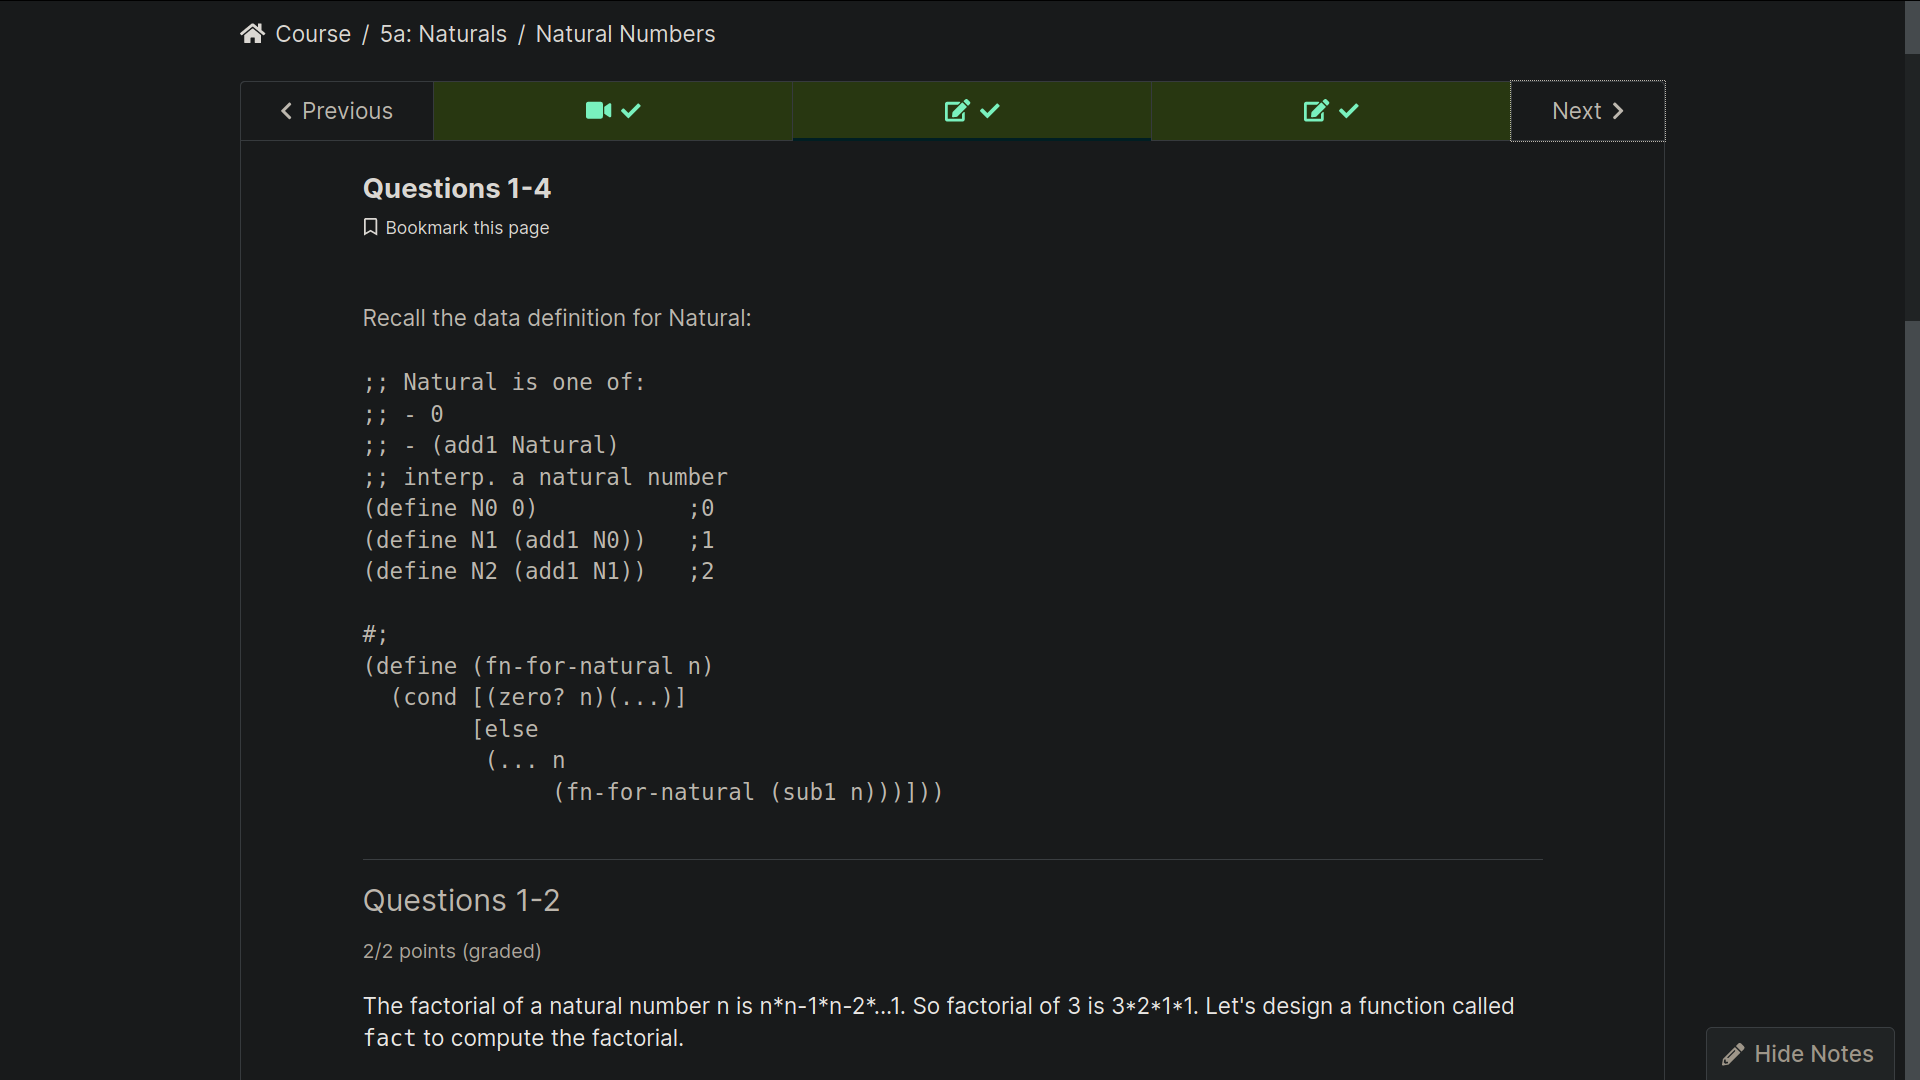 Course / 5a: Naturals / Natural Numbers
Previous
Next
Questions 1-4
Bookmark this page
Recall the data definition for Natural:
;; Natural is one of:
;; - 0
;; - (add1 Natural)
;; interp. a natural number
(define N0 0)           ;0
(define N1 (add1 N0))   ;1
(define N2 (add1 N1))   ;2
#;
(define (fn-for-natural n)
  (cond [(zero? n)(...)]
        [else
         (... n
              (fn-for-natural (sub1 n)))]))
Questions 1-2
2/2 points (graded)
The factorial of a natural number n is n*n-1*n-2*...1. So factorial of 3 is 3*2*1*1. Let's design a function called
fact to compute the factorial.
Hide Notes